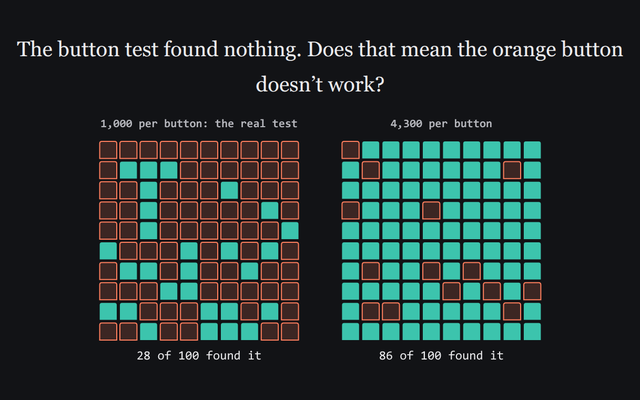 The button test found nothing. Does that mean the orange button
doesn’t work?
1,000 per button: the real test
4,300 per button
28 of 100 found it
86 of 100 found it